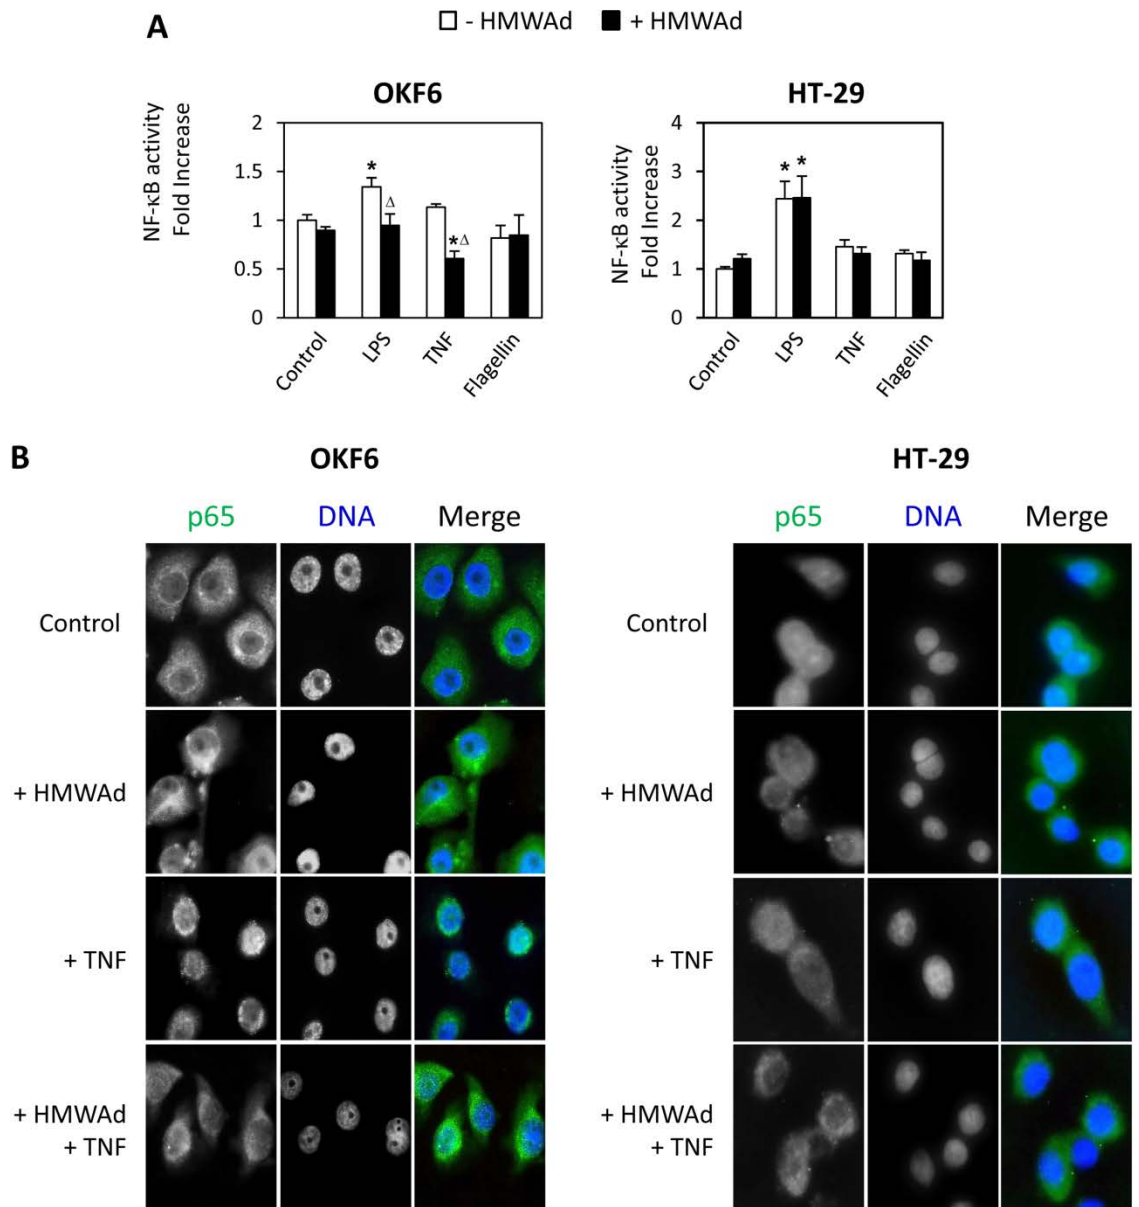 A
- HMWAd + HMWAd
OKF6
NF-κB activity
Fold Increase
2
1.5
1
0.5
0
* Δ *Δ
Control LPS TNF Flagellin
HT-29
NF-κB activity
Fold Increase
4
3
2
1
0
* *
Control LPS TNF Flagellin
B
OKF6
p65 DNA Merge
Control
+ HMWAd
+ TNF
+ HMWAd
+ TNF
HT-29
p65 DNA Merge
Control
+ HMWAd
+ TNF
+ HMWAd
+ TNF